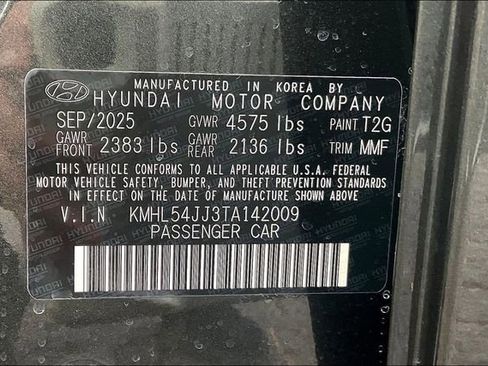 MANUFACTURED IN KOREA BY
HYUNDAI MOTOR COMPANY
SEP/2025 GVWR 4575 lbs PAINT T2G
GAWR FRONT 2383 lbs GAWR REAR 2136 lbs TRIM MMF
THIS VEHICLE CONFORMS TO ALL APPLICABLE U.S.A. FEDERAL
MOTOR VEHICLE SAFETY, BUMPER, AND THEFT PREVENTION STANDARDS
IN EFFECT ON THE DATE OF MANUFACTURE SHOWN ABOVE
V.I.N. KMHL54JJ3TA142009
PASSENGER CAR